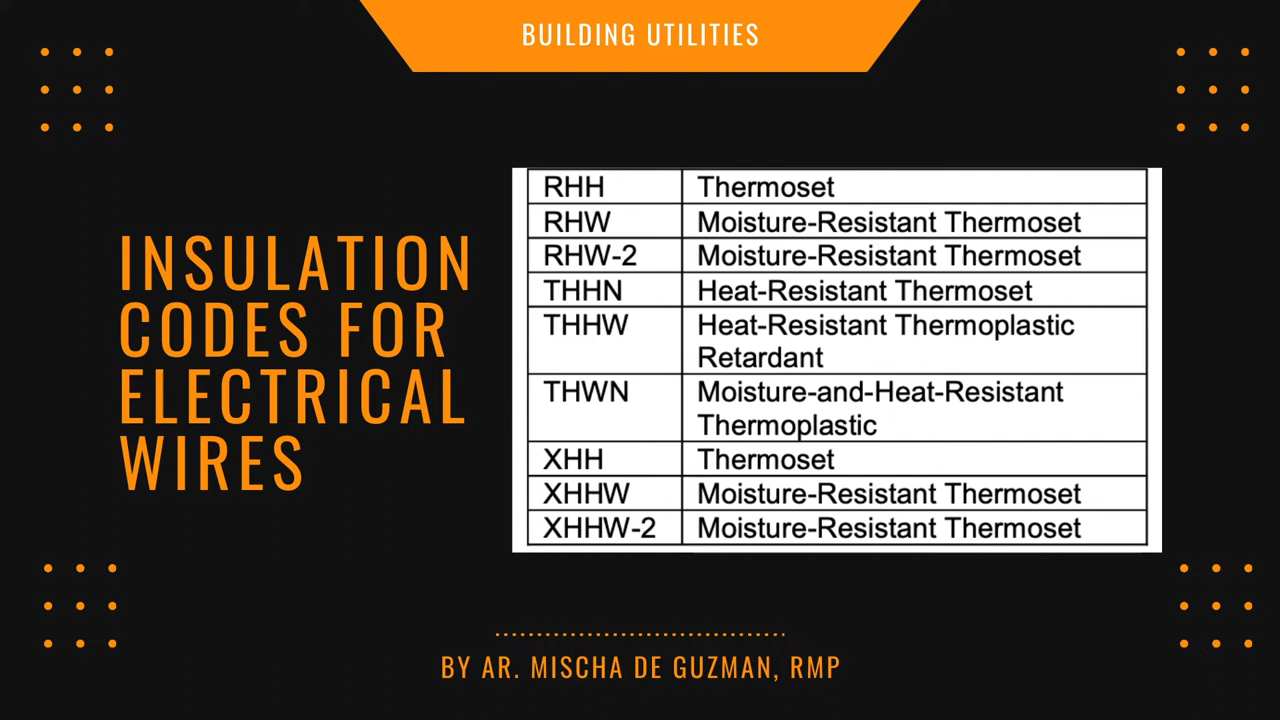 BUILDING UTILITIES
INSULATION
CODES FOR
ELECTRICAL
WIRES
RHH Thermoset
RHW Moisture-Resistant Thermoset
RHW-2 Moisture-Resistant Thermoset
THHN Heat-Resistant Thermoset
THHW Heat-Resistant Thermoplastic
Retardant
THWN Moisture-and-Heat-Resistant
Thermoplastic
XHH Thermoset
XHHW Moisture-Resistant Thermoset
XHHW-2 Moisture-Resistant Thermoset
BY AR. MISCHA DE GUZMAN, RMP